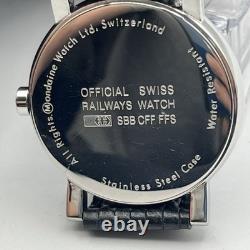 All Rights. Mondaine Watch Ltd, Switzerland
Water Resistant
OFFICIAL SWISS
RAILWAYS WATCH
SBB CFF FFS
Stainless Steel Case